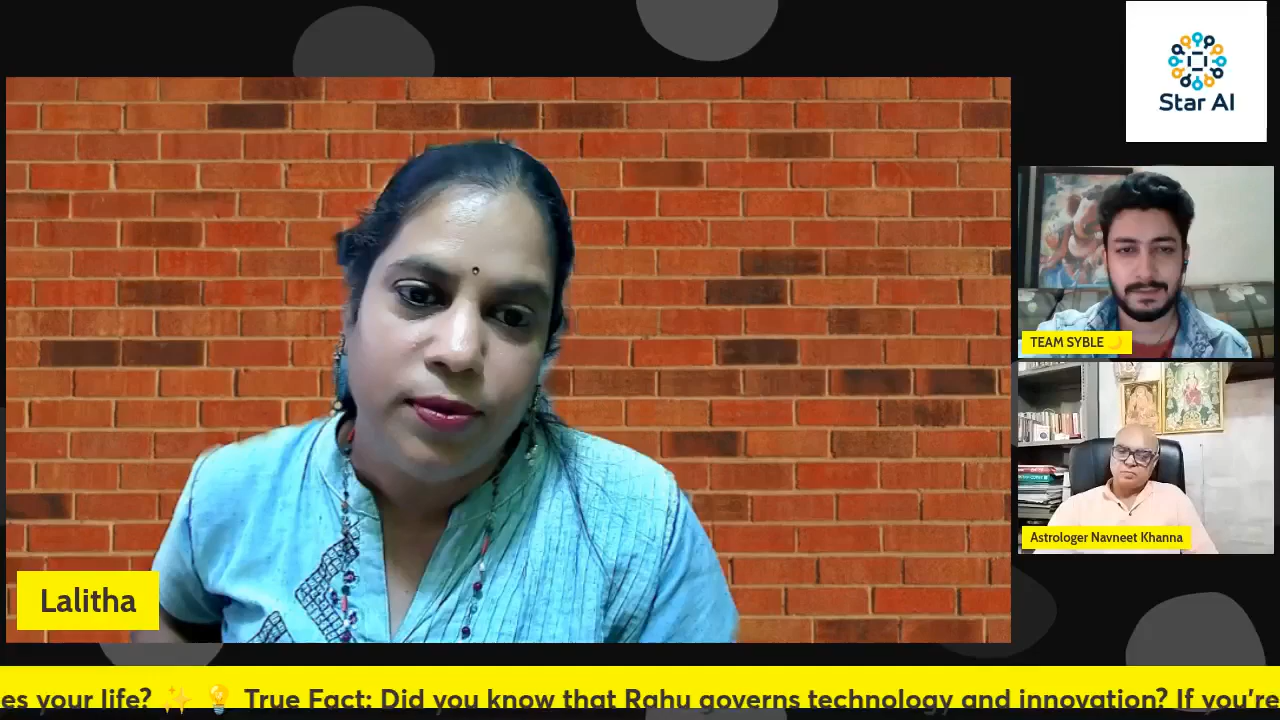 Star AI
TEAM SYBLE 🌙
Astrologer Navneet Khanna
Lalitha
es your life? ✨ 💡 True Fact: Did you know that Rahu governs technology and innovation? If you're